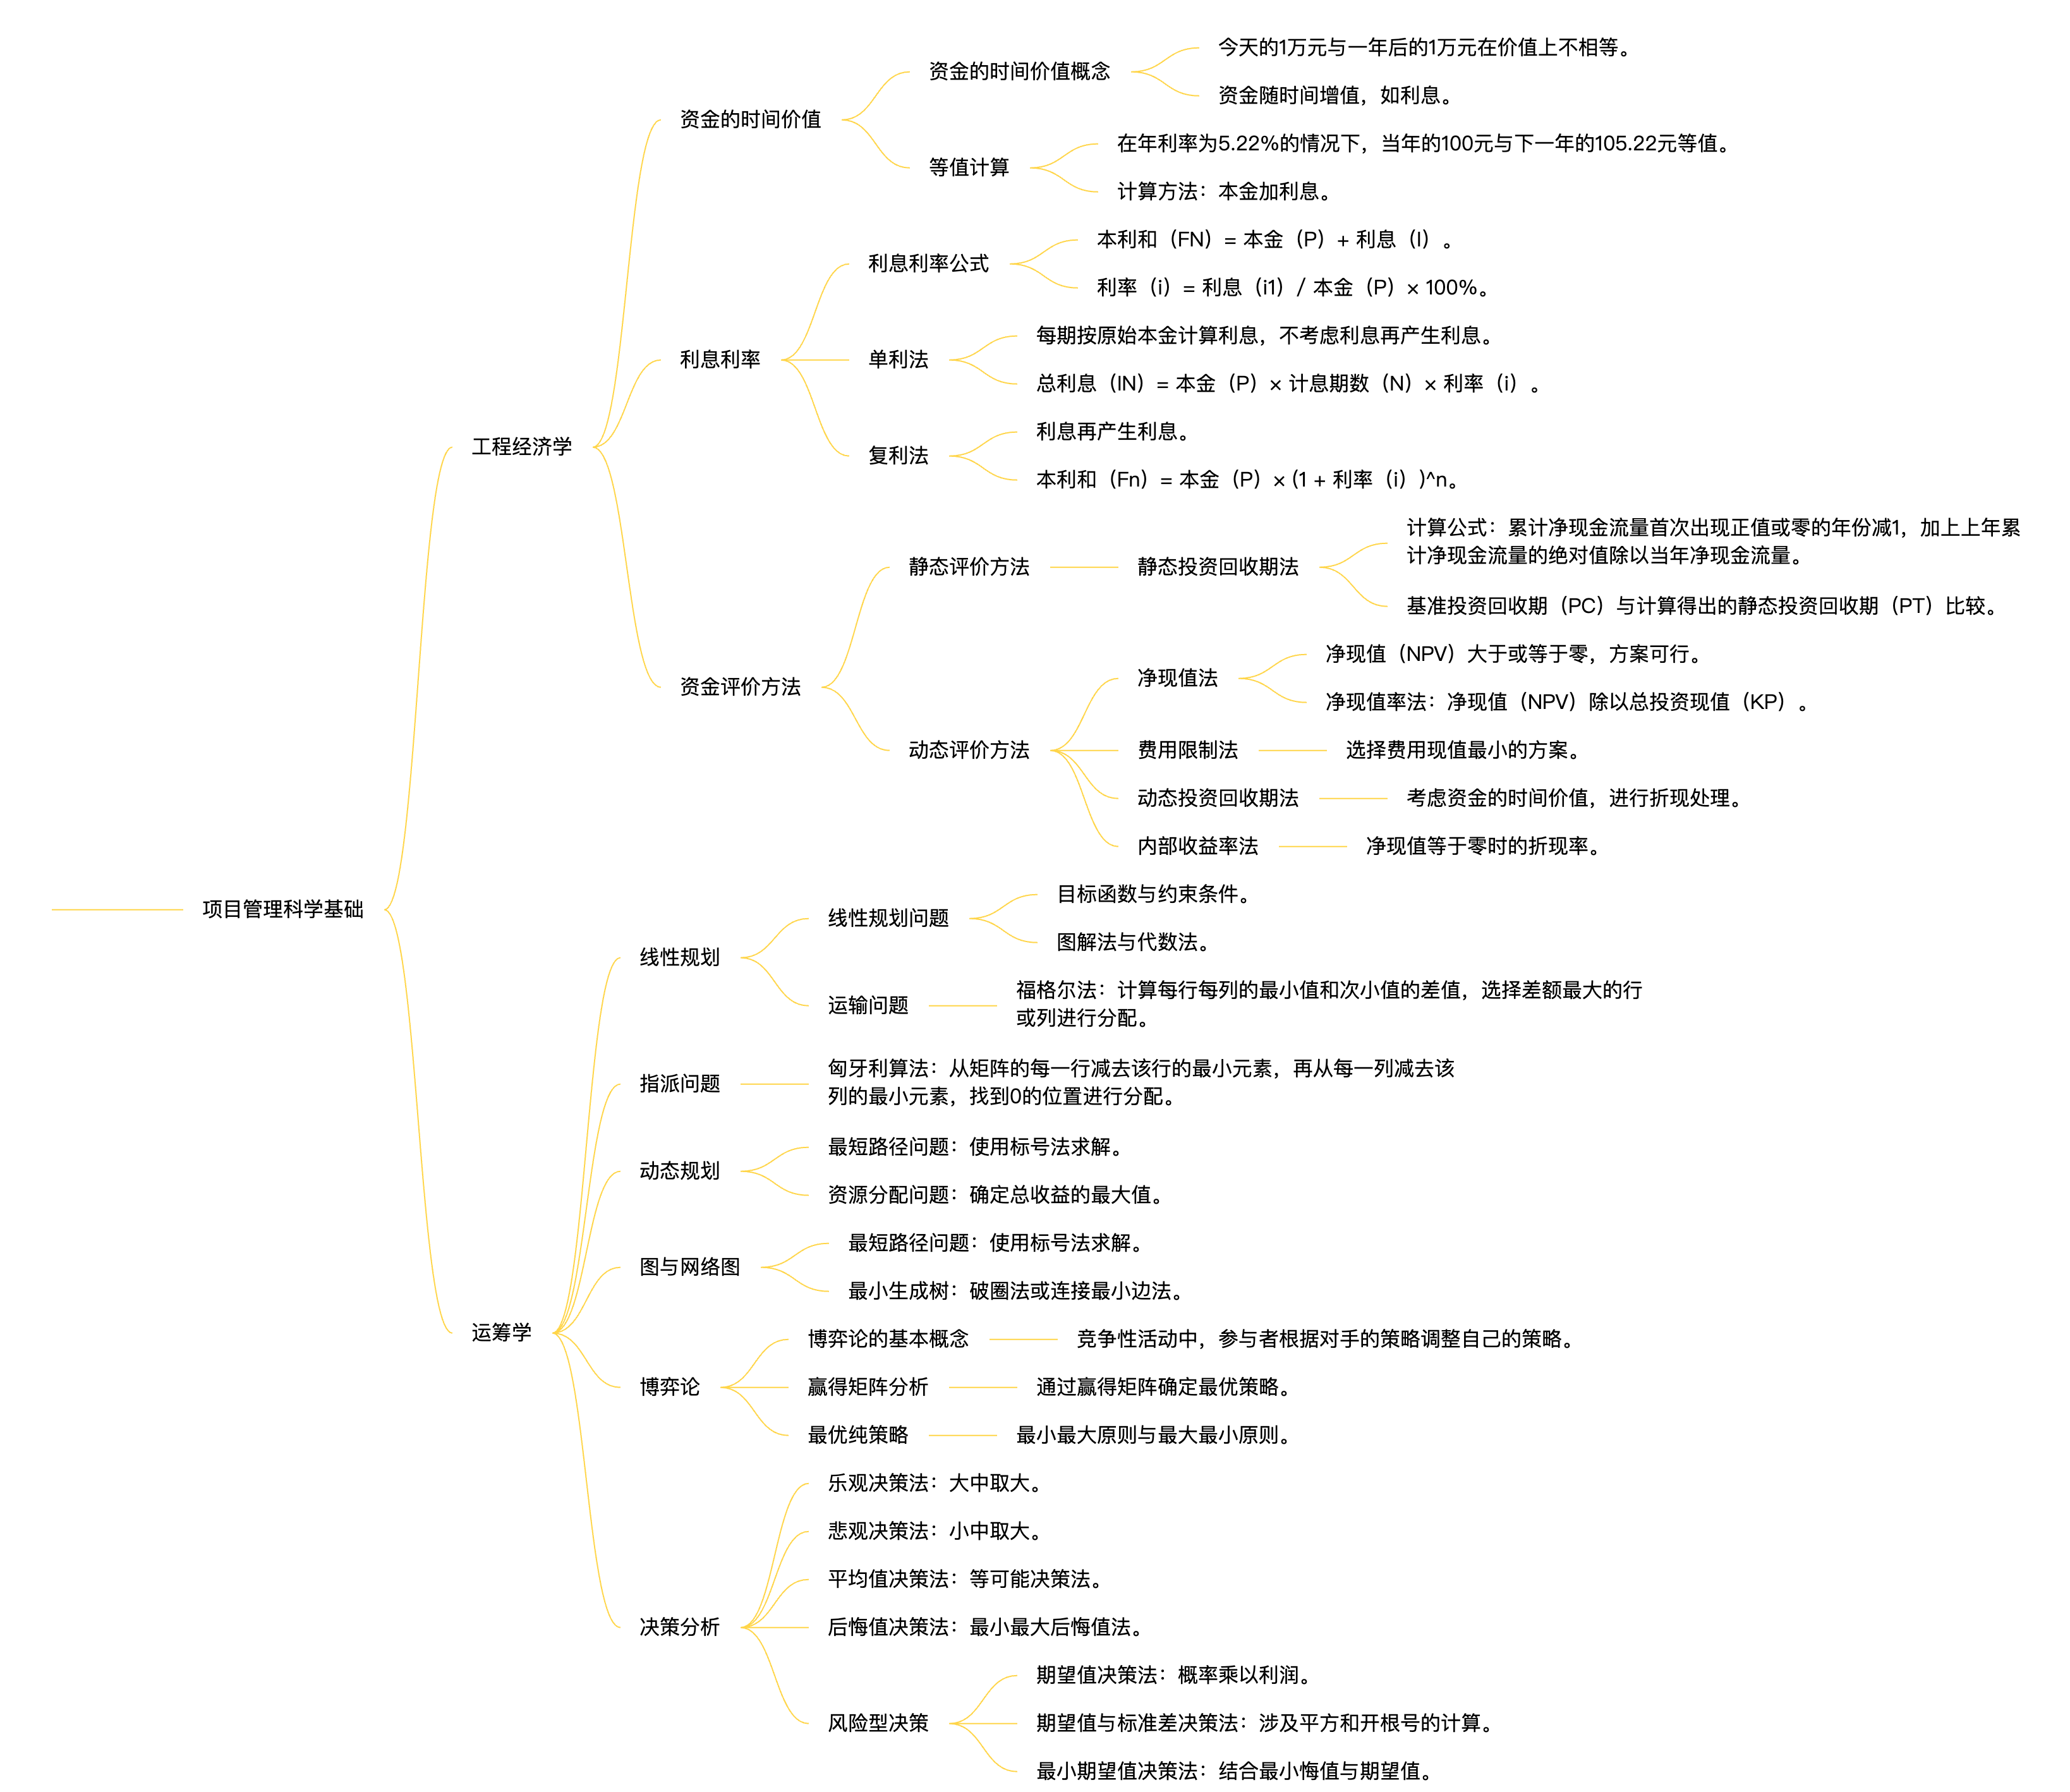 项目管理科学基础
工程经济学
资金的时间价值
资金的时间价值概念
今天的1万元与一年后的1万元在价值上不相等。
资金随时间增值，如利息。
等值计算
在年利率为5.22%的情况下，当年的100元与下一年的105.22元等值。
计算方法：本金加利息。
利息利率
利息利率公式
本利和（FN）= 本金（P）+ 利息（I）。
利率（i）= 利息（i1）/ 本金（P）× 100%。
单利法
每期按原始本金计算利息，不考虑利息再产生利息。
总利息（IN）= 本金（P）× 计息期数（N）× 利率（i）。
复利法
利息再产生利息。
本利和（Fn）= 本金（P）× (1 + 利率（i）)^n。
资金评价方法
静态评价方法
静态投资回收期法
计算公式：累计净现金流量首次出现正值或零的年份减1，加上上年累
计净现金流量的绝对值除以当年净现金流量。
基准投资回收期（PC）与计算得出的静态投资回收期（PT）比较。
动态评价方法
净现值法
净现值（NPV）大于或等于零，方案可行。
净现值率法：净现值（NPV）除以总投资现值（KP）。
费用限制法
选择费用现值最小的方案。
动态投资回收期法
考虑资金的时间价值，进行折现处理。
内部收益率法
净现值等于零时的折现率。
运筹学
线性规划
线性规划问题
目标函数与约束条件。
图解法与代数法。
运输问题
福格尔法：计算每行每列的最小值和次小值的差值，选择差额最大的行
或列进行分配。
指派问题
匈牙利算法：从矩阵的每一行减去该行的最小元素，再从每一列减去该
列的最小元素，找到0的位置进行分配。
动态规划
最短路径问题：使用标号法求解。
资源分配问题：确定总收益的最大值。
图与网络图
最短路径问题：使用标号法求解。
最小生成树：破圈法或连接最小边法。
博弈论
博弈论的基本概念
竞争性活动中，参与者根据对手的策略调整自己的策略。
赢得矩阵分析
通过赢得矩阵确定最优策略。
最优纯策略
最小最大原则与最大最小原则。
决策分析
乐观决策法：大中取大。
悲观决策法：小中取大。
平均值决策法：等可能决策法。
后悔值决策法：最小最大后悔值法。
风险型决策
期望值决策法：概率乘以利润。
期望值与标准差决策法：涉及平方和开根号的计算。
最小期望值决策法：结合最小悔值与期望值。